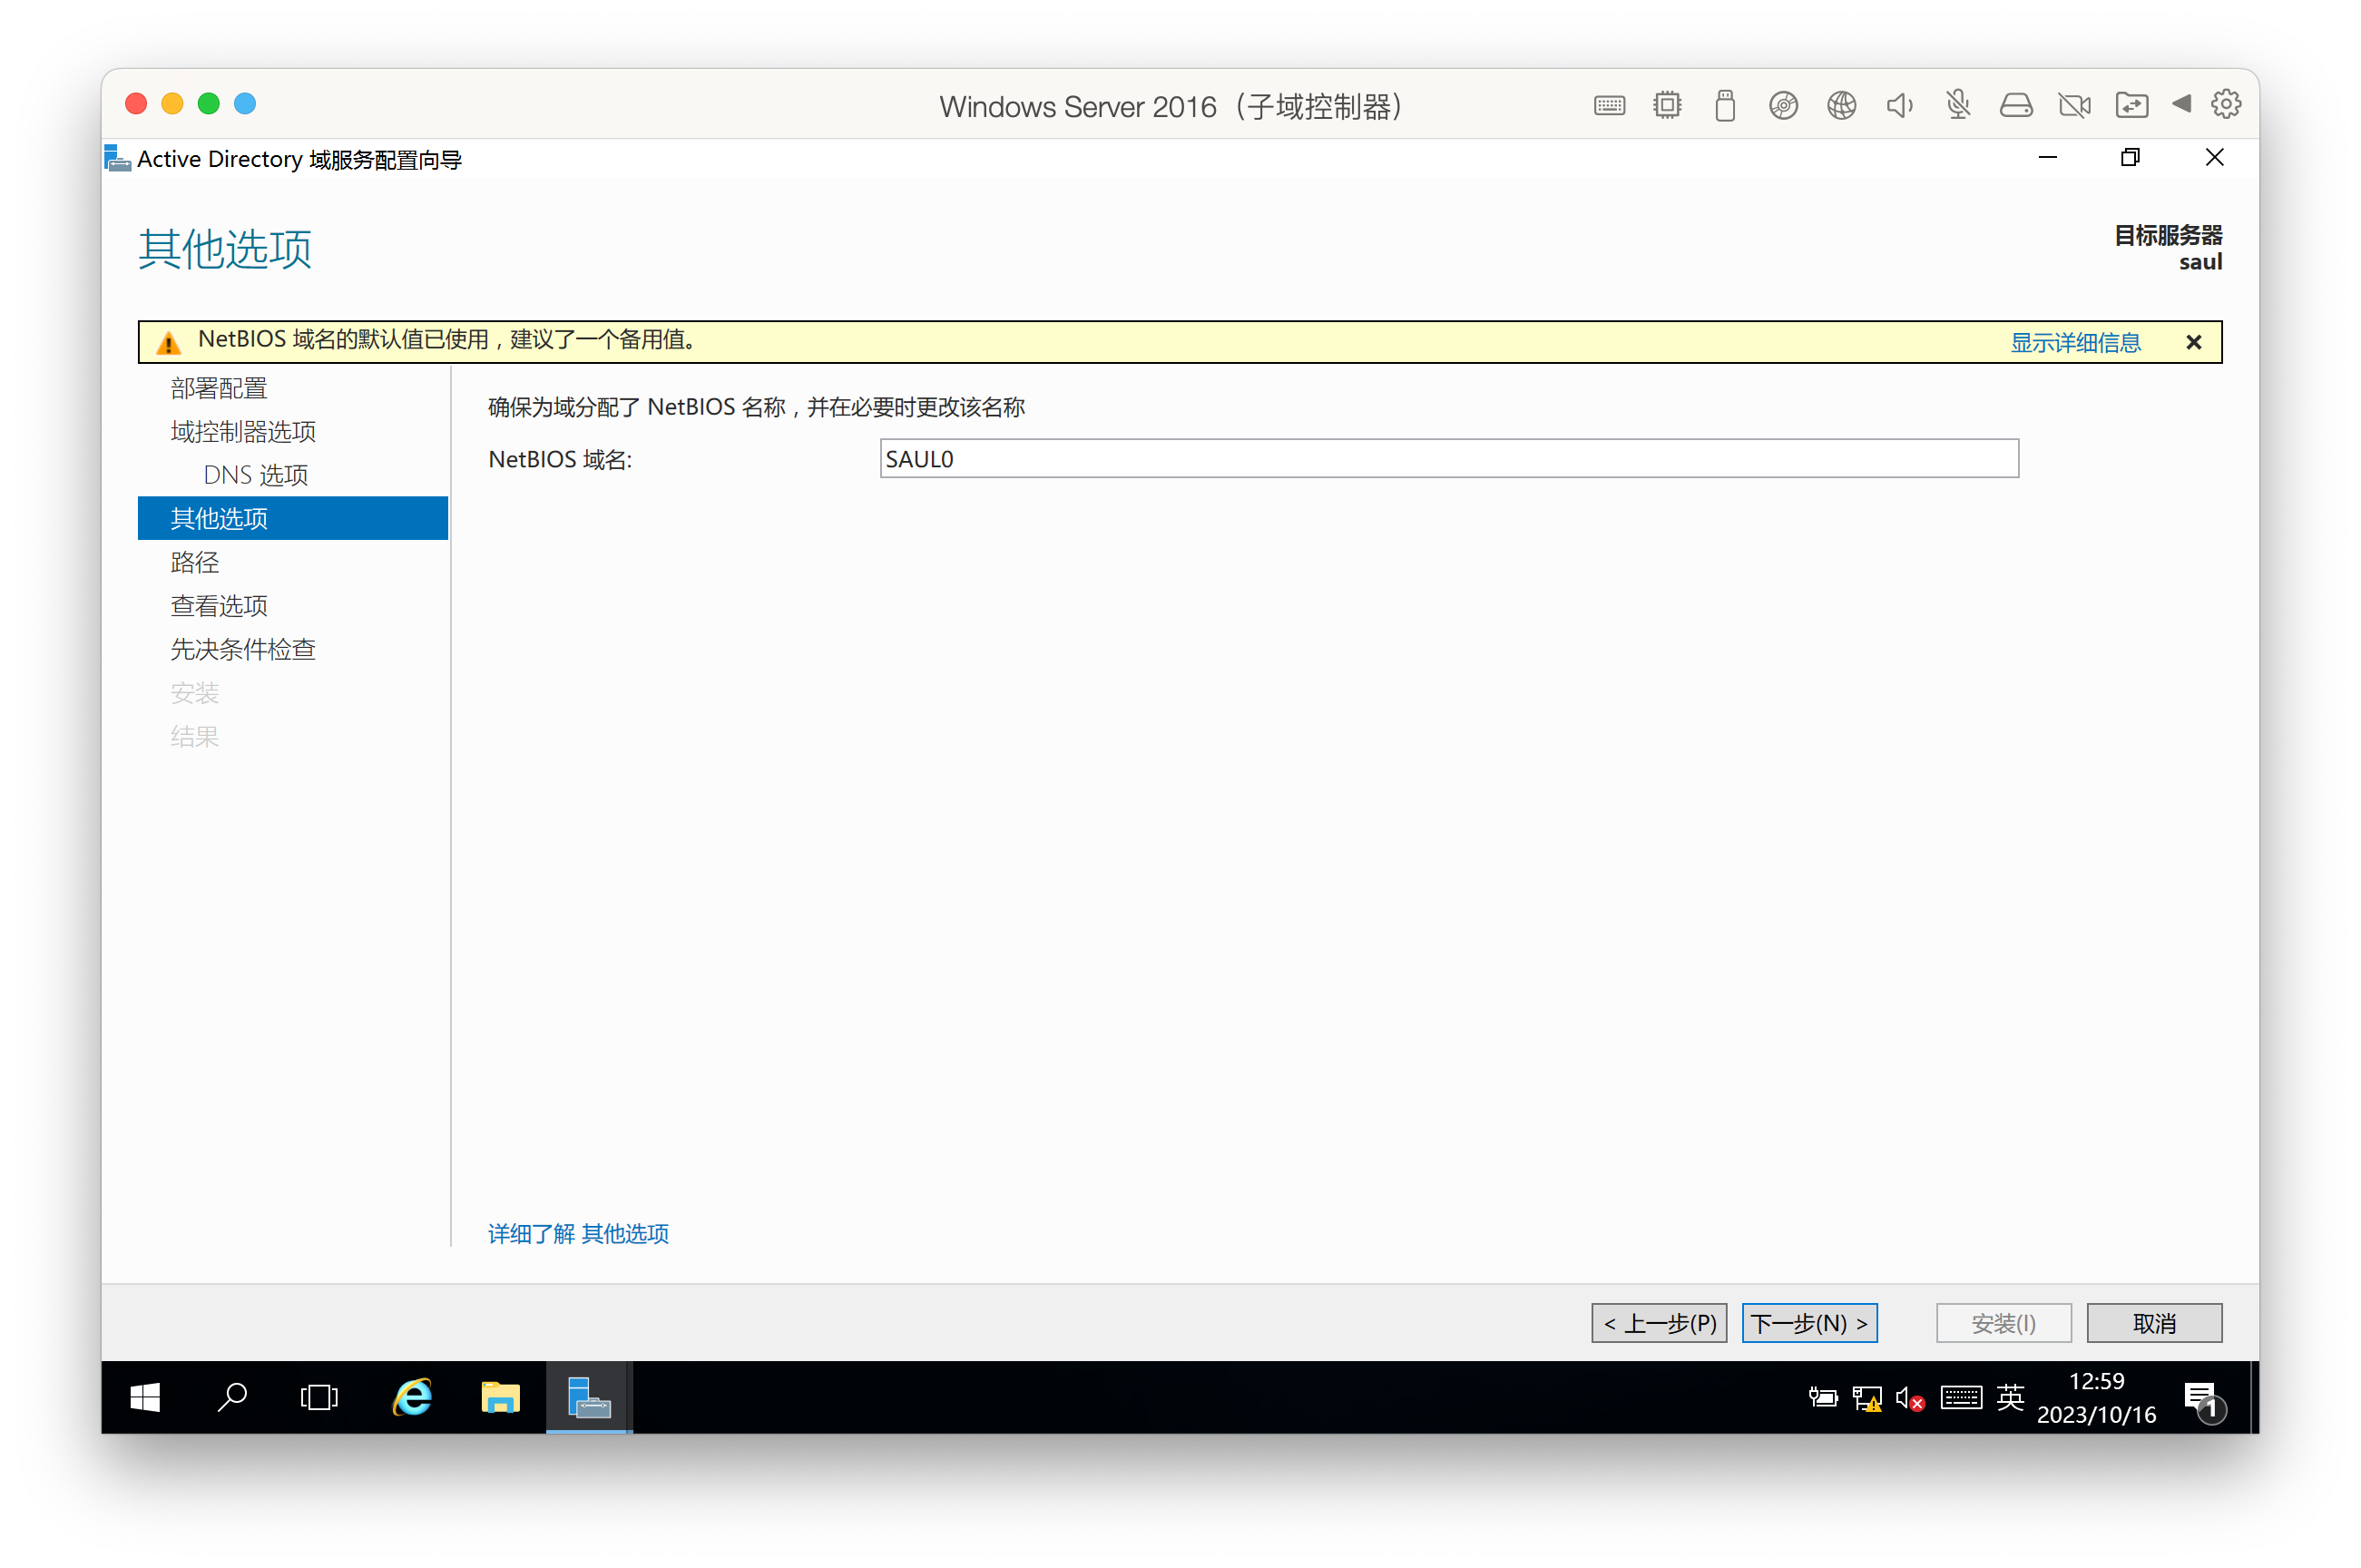 Windows Server 2016（子域控制器）
Active Directory 域服务配置向导
其他选项
目标服务器
saul
NetBIOS 域名的默认值已使用，建议了一个备用值。
显示详细信息
部署配置
域控制器选项
DNS 选项
其他选项
路径
查看选项
先决条件检查
安装
结果
确保为域分配了 NetBIOS 名称，并在必要时更改该名称
NetBIOS 域名:
SAUL0
详细了解 其他选项
< 上一步(P)
下一步(N) >
安装(I)
取消
英
12:59
2023/10/16
1